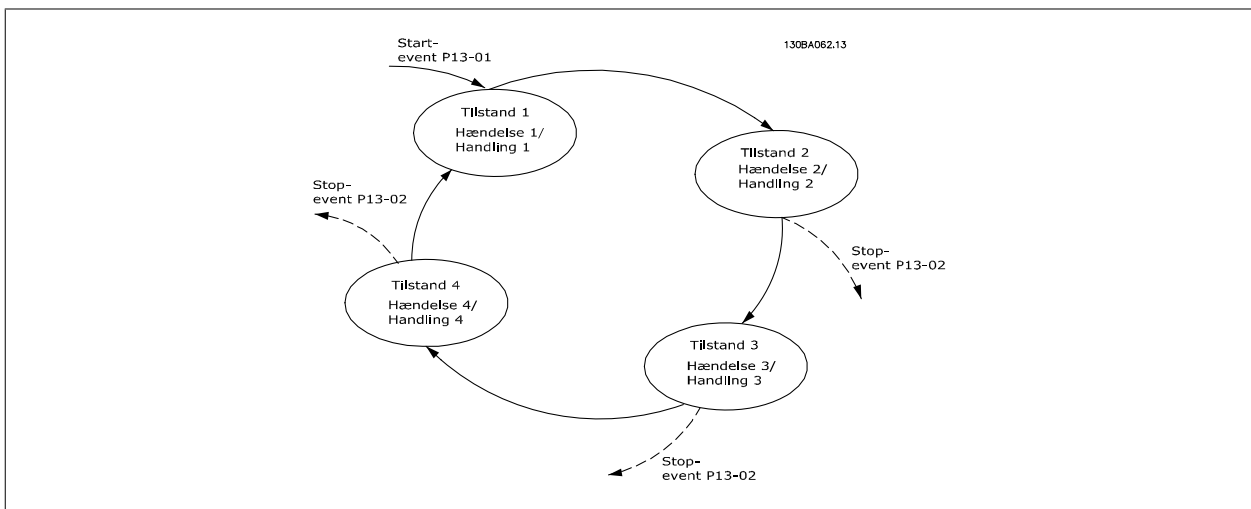 Start-
event P13-01
130BA062.13
Tilstand 1
Hændelse 1/
Handling 1
Tilstand 2
Hændelse 2/
Handling 2
Stop-
event P13-02
Stop-
event P13-02
Tilstand 4
Hændelse 4/
Handling 4
Tilstand 3
Hændelse 3/
Handling 3
Stop-
event P13-02